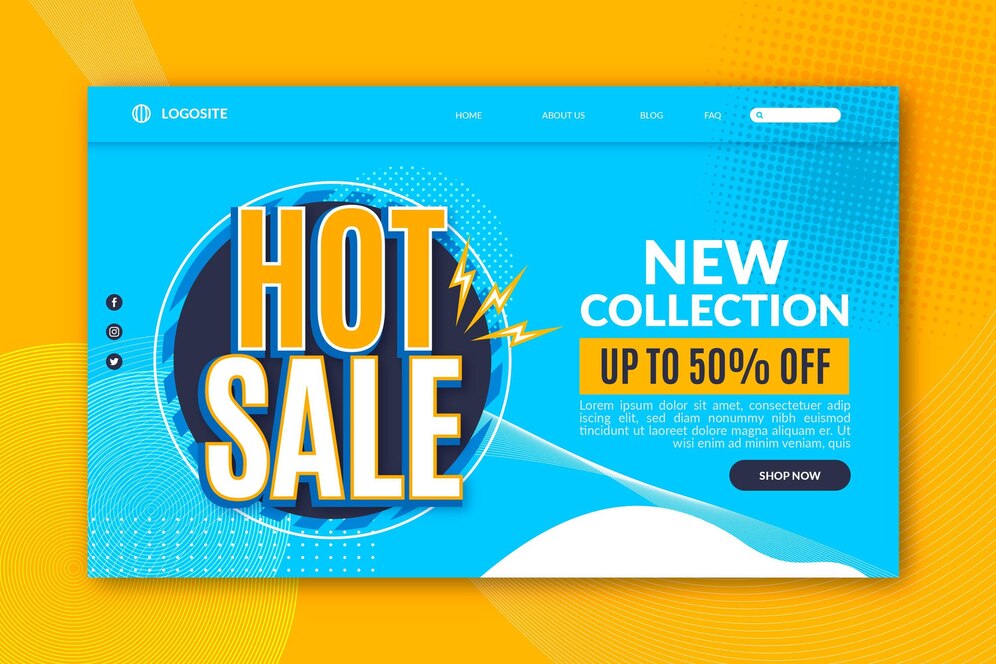 LOGOSITE
HOME ABOUT US BLOG FAQ
HOT
SALE
NEW
COLLECTION
UP TO 50% OFF
Lorem ipsum dolor sit amet, consectetuer adip
iscing elit, sed diam nonummy nibh euismod
tincidunt ut laoreet dolore magna aliquam er. Ut
wisi enim ad minim veniam, quis
SHOP NOW